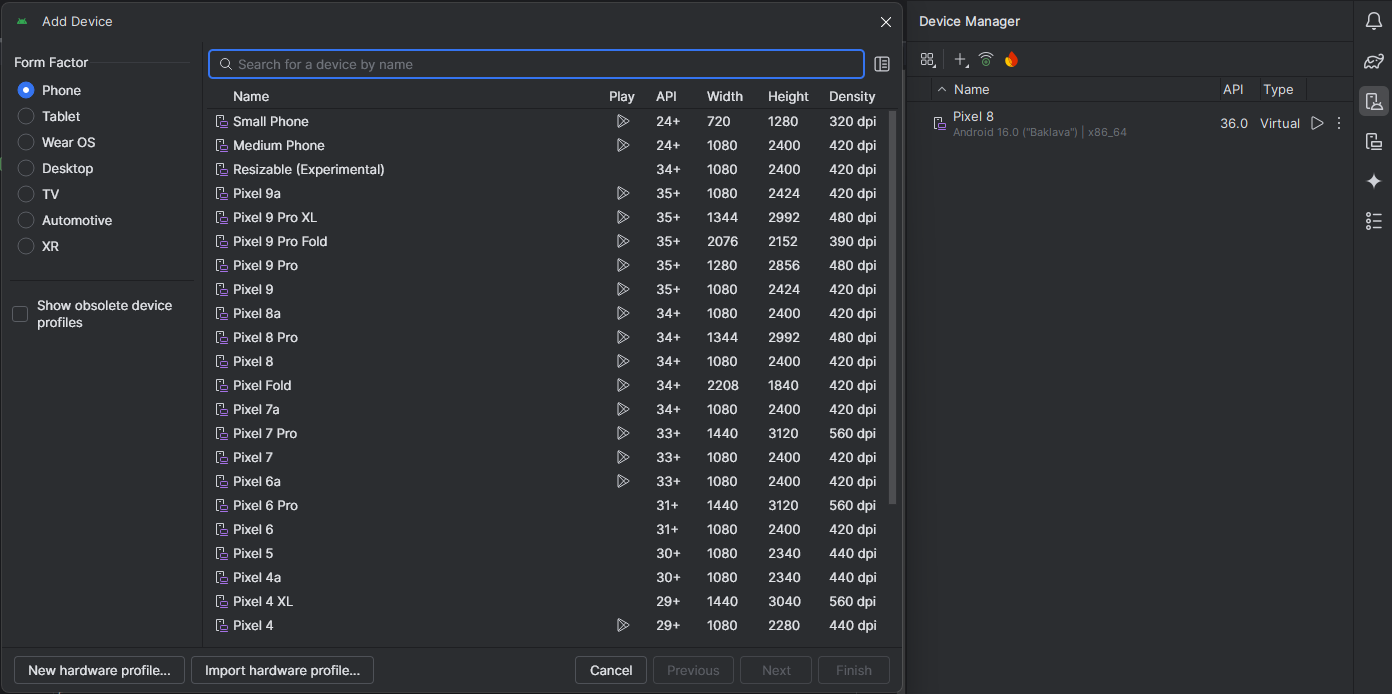 Add Device
Form Factor
Phone
Tablet
Wear OS
Desktop
TV
Automotive
XR
Show obsolete device
profiles
Search for a device by name
Name Play API Width Height Density
Small Phone 24+ 720 1280 320 dpi
Medium Phone 24+ 1080 2400 420 dpi
Resizable (Experimental) 34+ 1080 2400 420 dpi
Pixel 9a 35+ 1080 2424 420 dpi
Pixel 9 Pro XL 35+ 1344 2992 480 dpi
Pixel 9 Pro Fold 35+ 2076 2152 390 dpi
Pixel 9 Pro 35+ 1280 2856 480 dpi
Pixel 9 35+ 1080 2424 420 dpi
Pixel 8a 34+ 1080 2400 420 dpi
Pixel 8 Pro 34+ 1344 2992 480 dpi
Pixel 8 34+ 1080 2400 420 dpi
Pixel Fold 34+ 2208 1840 420 dpi
Pixel 7a 34+ 1080 2400 420 dpi
Pixel 7 Pro 33+ 1440 3120 560 dpi
Pixel 7 33+ 1080 2400 420 dpi
Pixel 6a 33+ 1080 2400 420 dpi
Pixel 6 Pro 31+ 1440 3120 560 dpi
Pixel 6 31+ 1080 2400 420 dpi
Pixel 5 30+ 1080 2340 440 dpi
Pixel 4a 30+ 1080 2340 440 dpi
Pixel 4 XL 29+ 1440 3040 560 dpi
Pixel 4 29+ 1080 2280 440 dpi
New hardware profile... Import hardware profile... Cancel Previous Next Finish
Device Manager
Name API Type
Pixel 8 36.0 Virtual
Android 16.0 ("Baklava") | x86_64